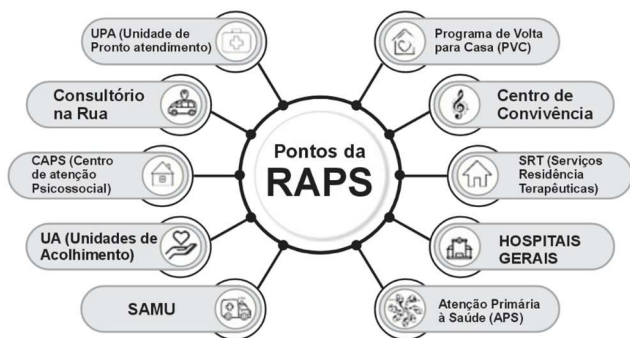 UPA (Unidade de
Pronto atendimento)
Programa de Volta
para Casa (PVC)
Consultório
na Rua
Centro de
Convivência
Pontos da
RAPS
CAPS (Centro
de atenção
Psicossocial)
SRT (Serviços
Residência
Terapêuticas)
UA (Unidades de
Acolhimento)
HOSPITAIS
GERAIS
SAMU
Atenção Primária
à Saúde (APS)